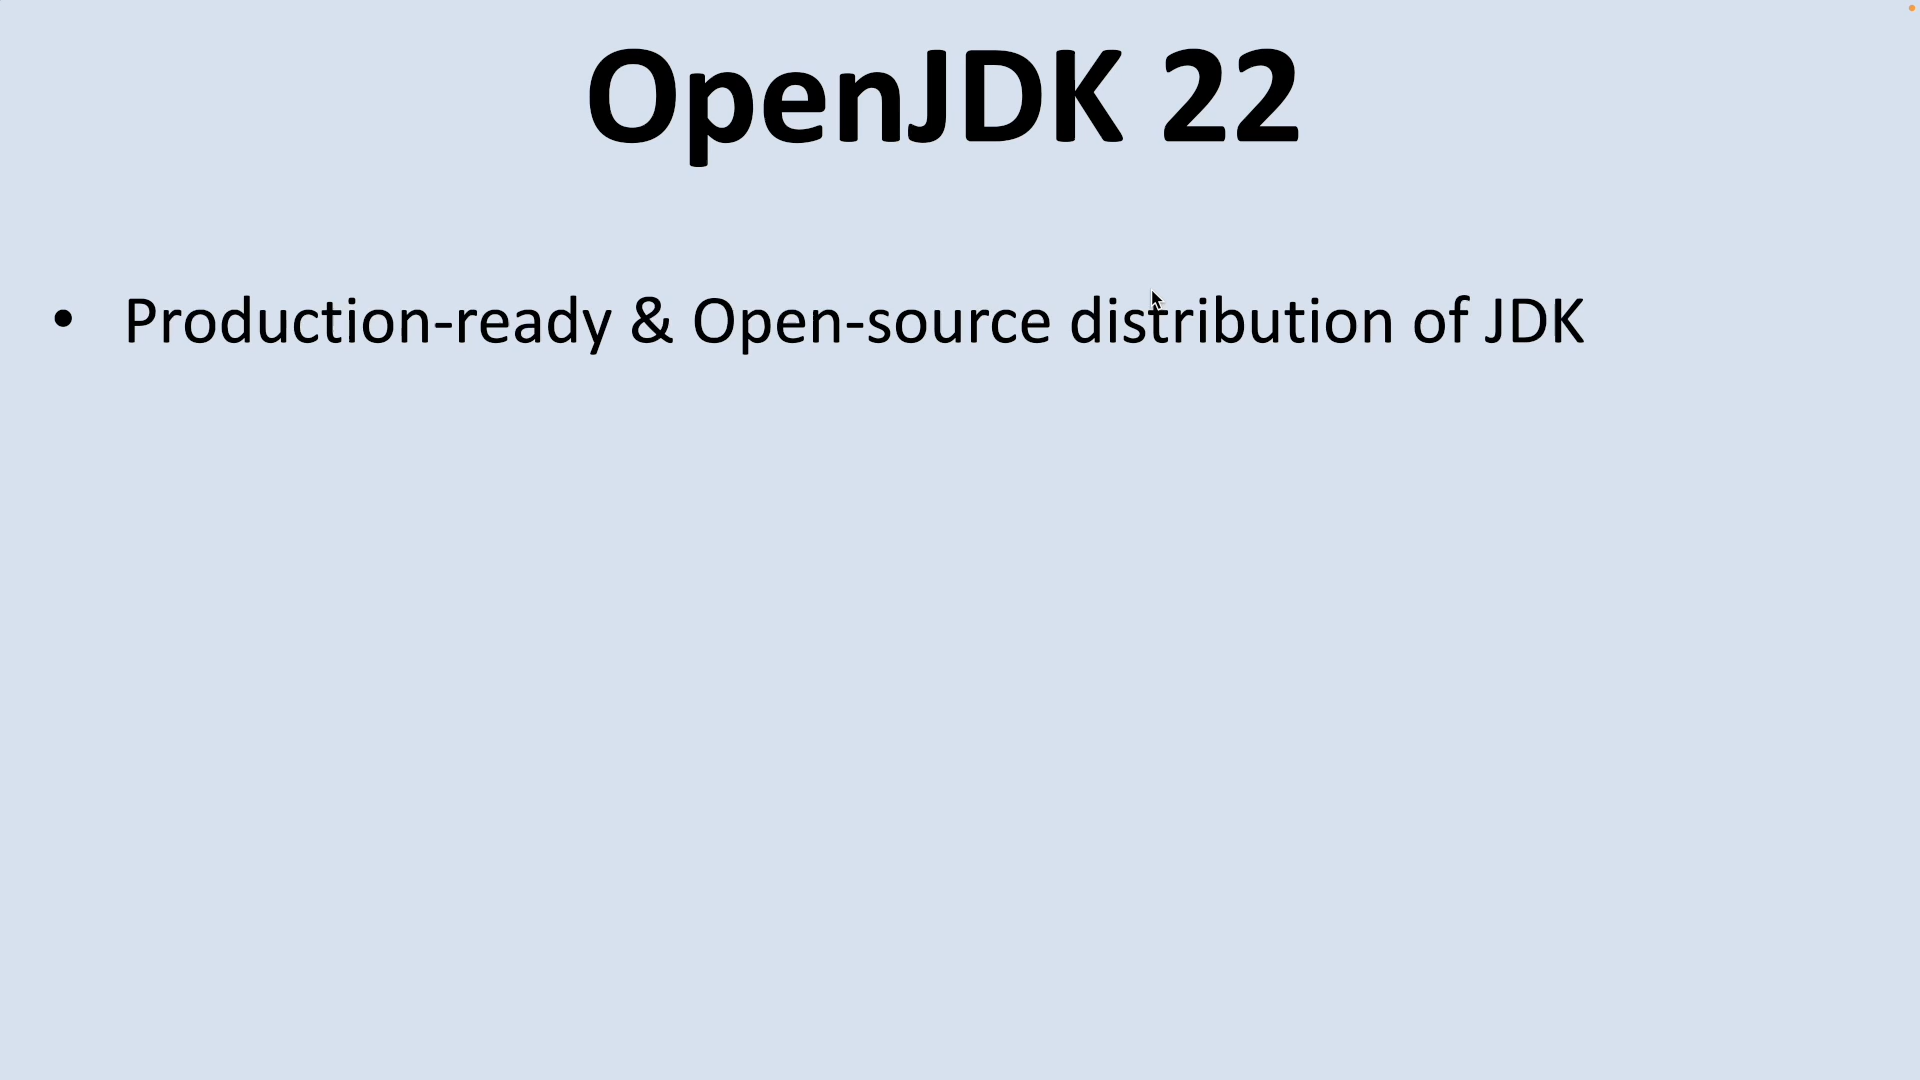 OpenJDK 22
• Production-ready & Open-source distribution of JDK